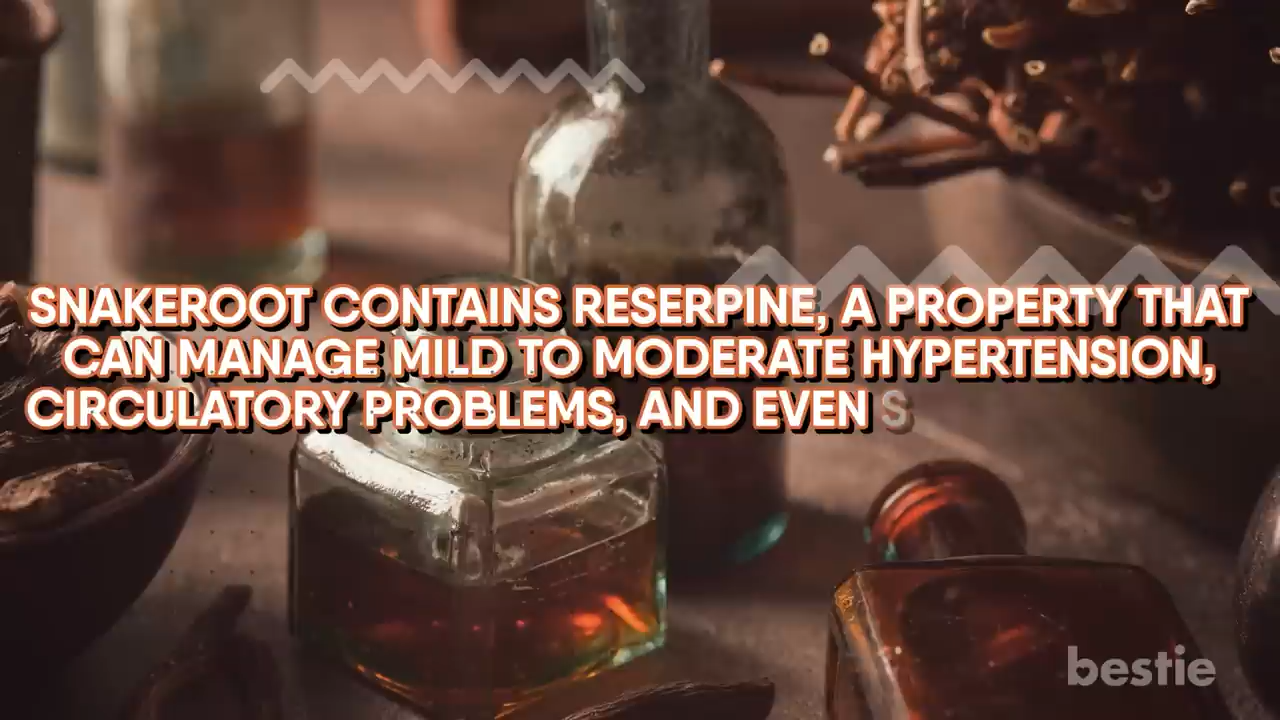 SNAKEROOT CONTAINS RESERPINE, A PROPERTY THAT
CAN MANAGE MILD TO MODERATE HYPERTENSION,
CIRCULATORY PROBLEMS, AND EVEN S
bestie